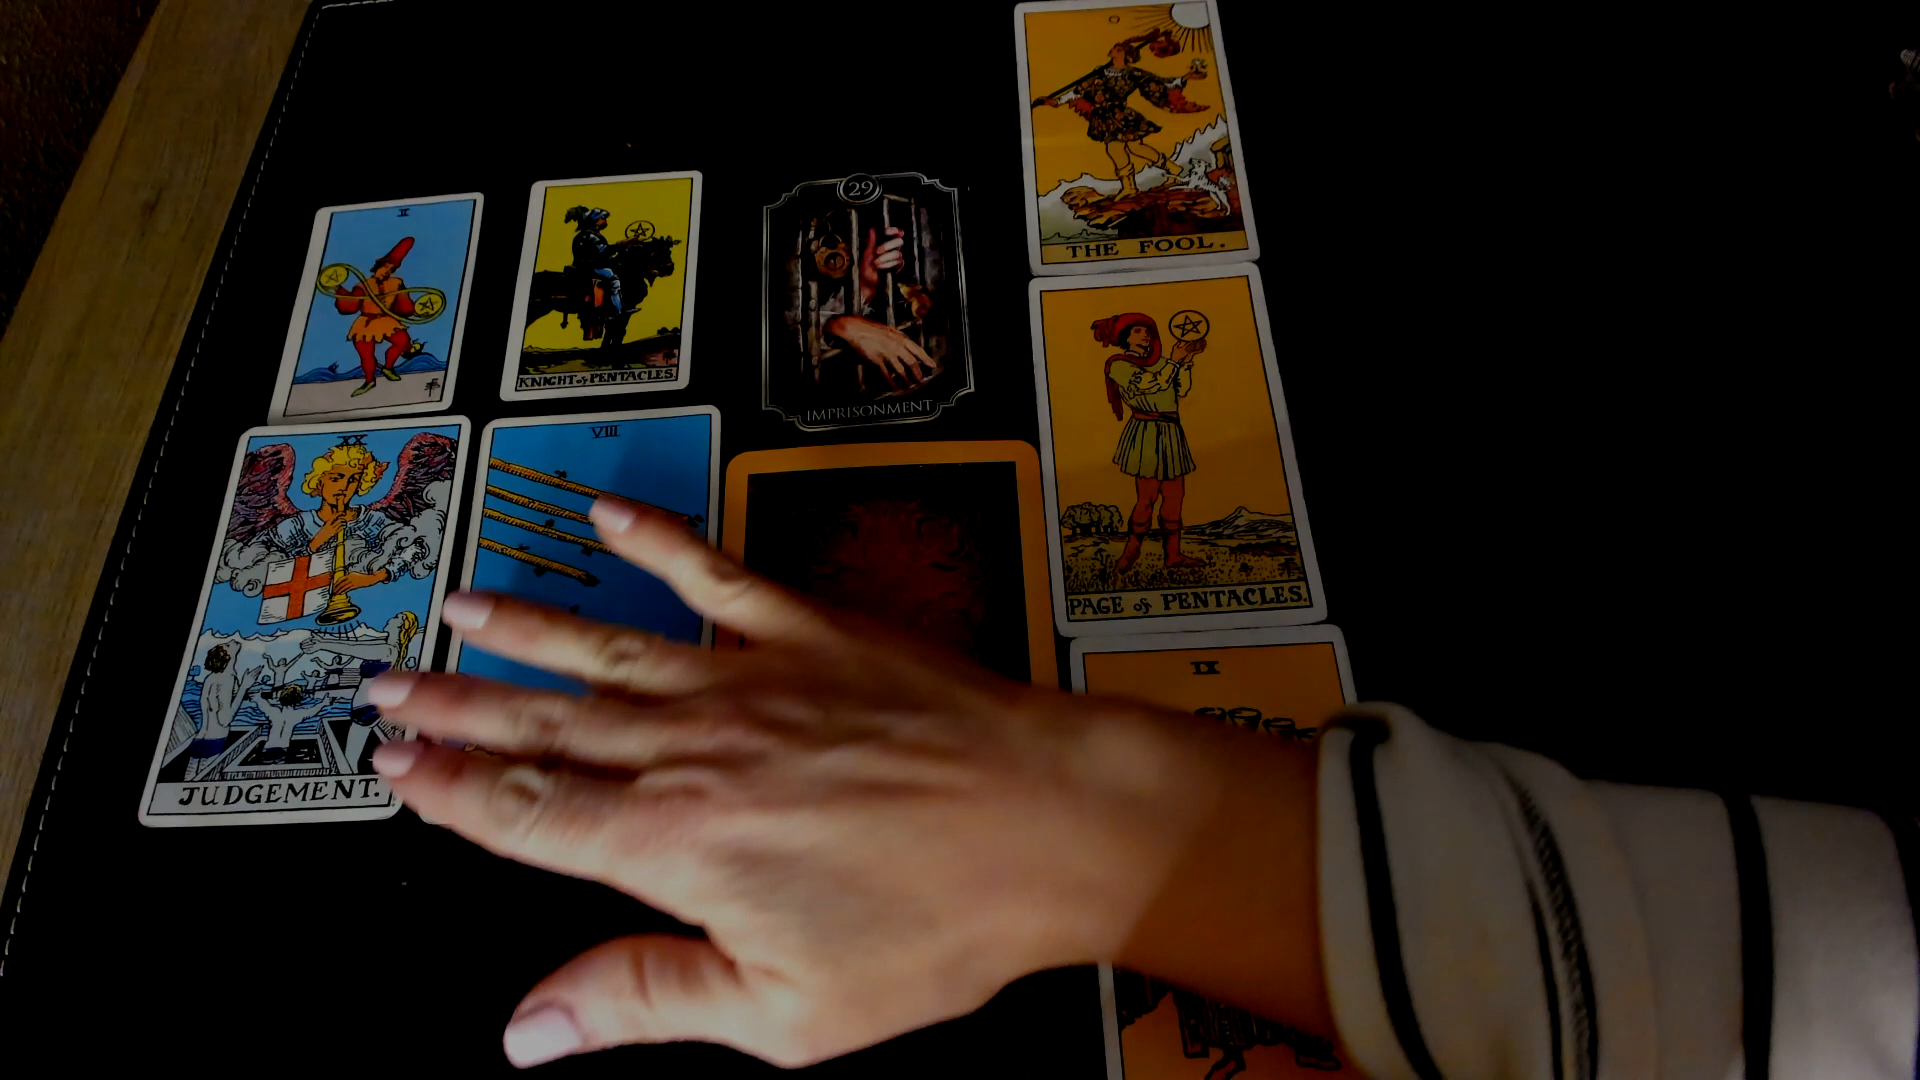 II
KNIGHT of PENTACLES.
29
IMPRISONMENT
THE FOOL.
XX
JUDGEMENT.
VIII
PAGE of PENTACLES.
IX